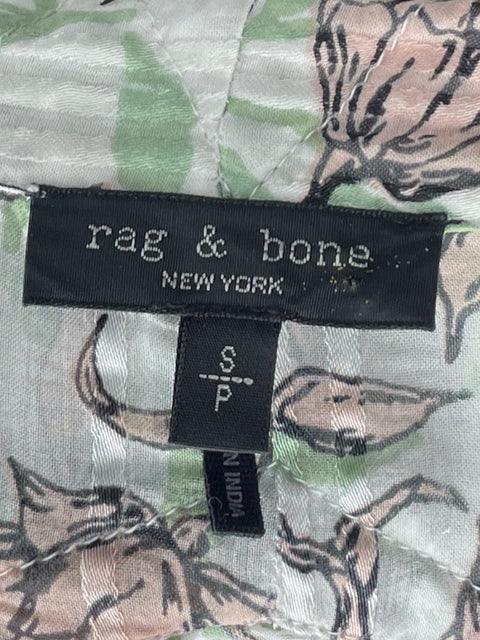 rag & bone
NEW YORK
S
P
N INDIA